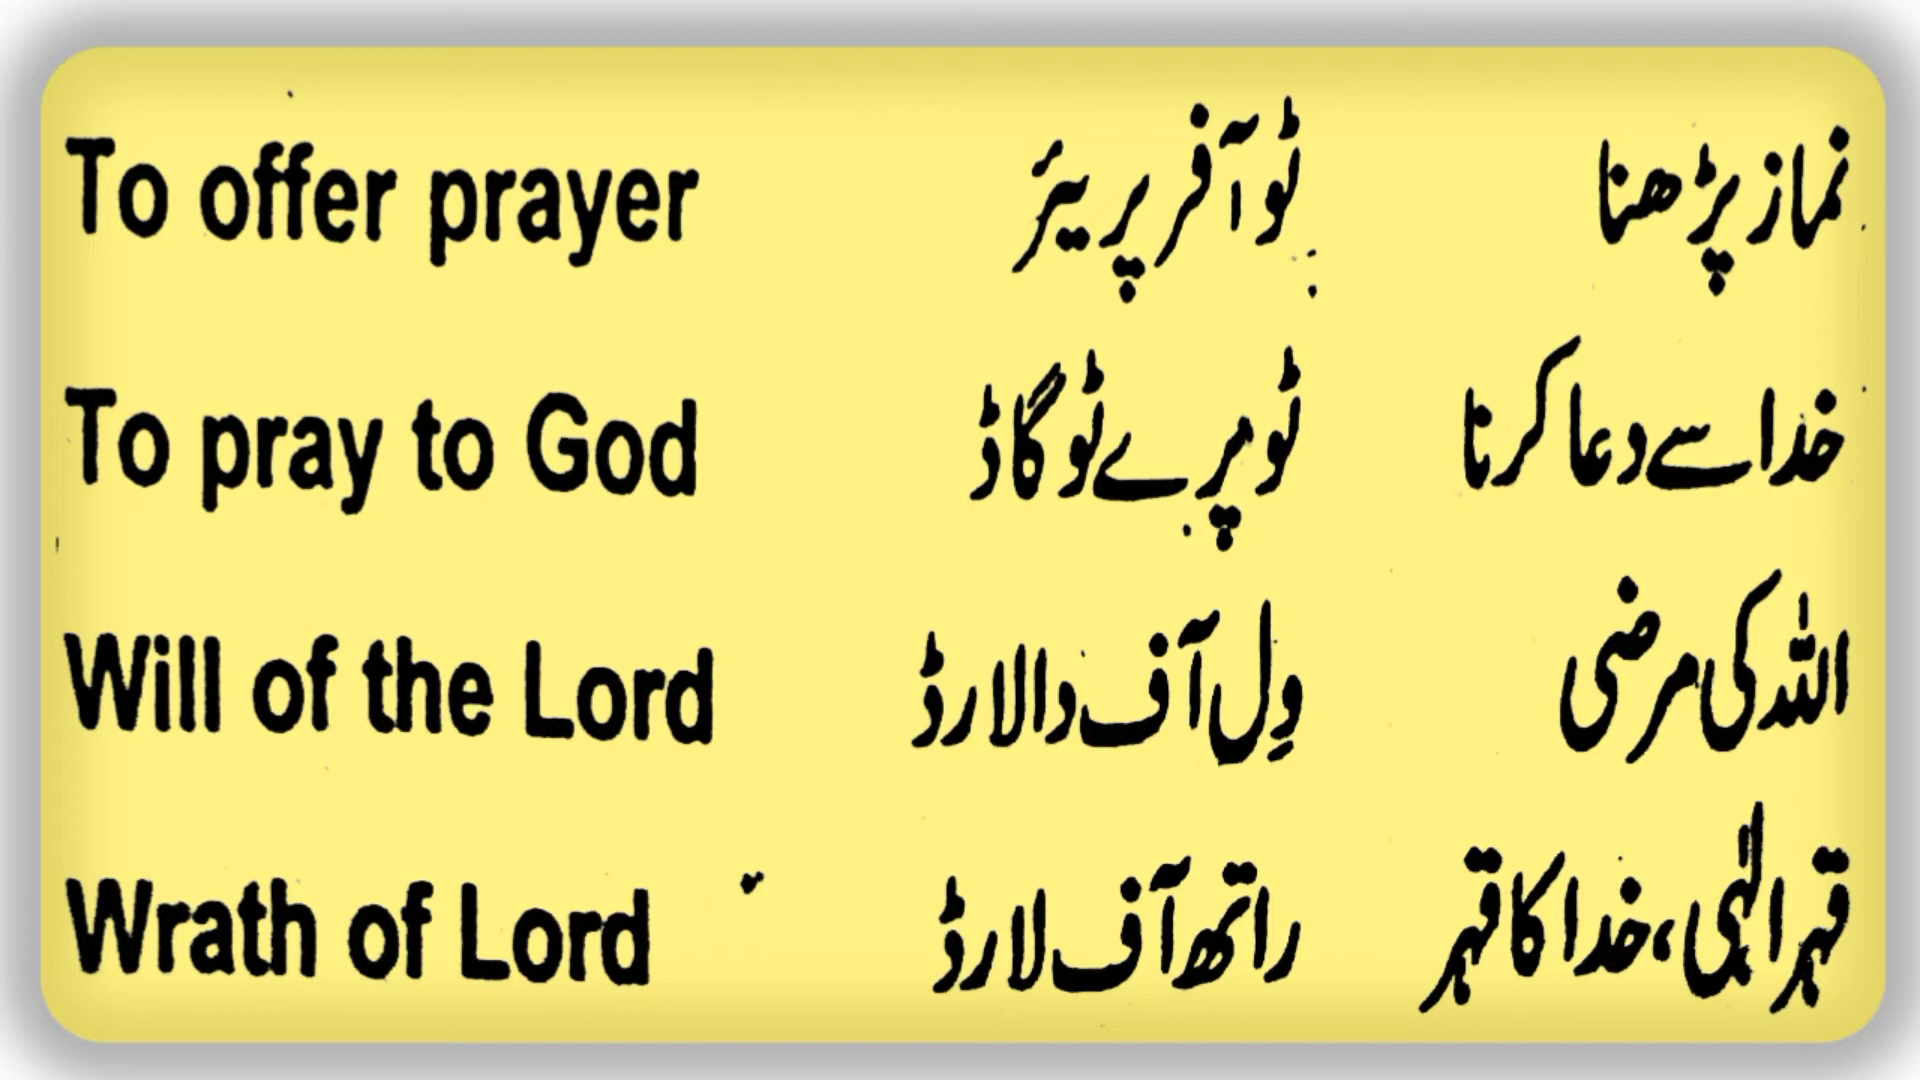 To offer prayer ٹو آفر پریئر نماز پڑھنا
To pray to God ٹو پرے ٹو گاڈ خدا سے دعا کرنا
Will of the Lord وِل آف دا لارڈ اللہ کی مرضی
Wrath of Lord راتھ آف لارڈ قہر الٰہی، خدا کا قہر